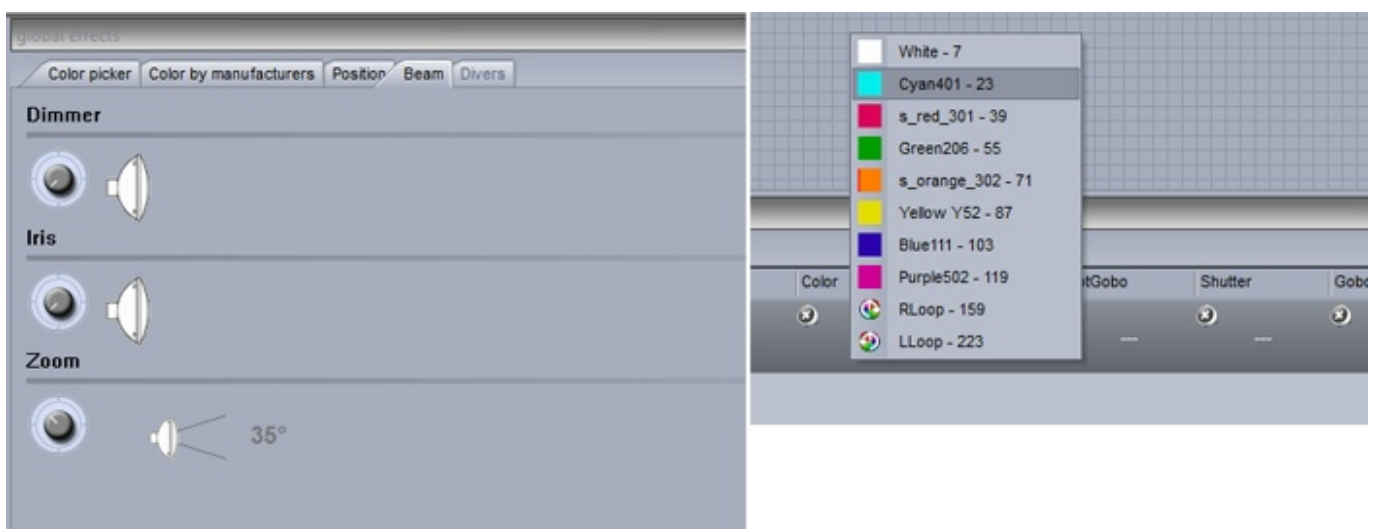 global effects
Color picker Color by manufacturers Position Beam Divers
Dimmer
Iris
Zoom
35°
White - 7
Cyan401 - 23
s_red_301 - 39
Green206 - 55
s_orange_302 - 71
Yellow Y52 - 87
Blue111 - 103
Purple502 - 119
RLoop - 159
LLoop - 223
Color tGobo Shutter Gobo
--- ---